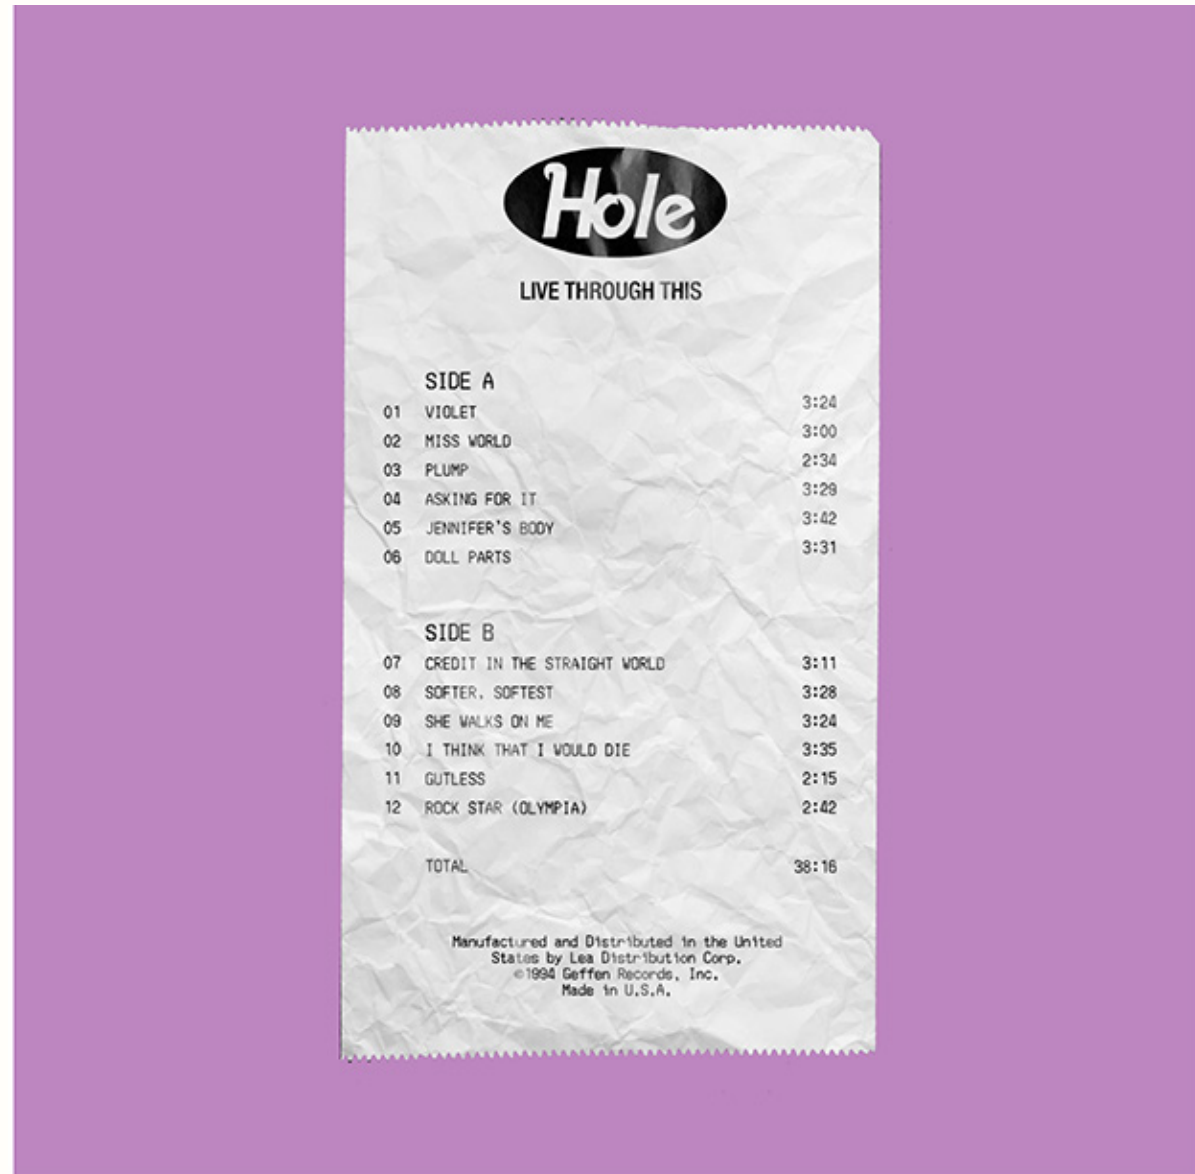 Hole
LIVE THROUGH THIS
SIDE A
01 VIOLET 3:24
02 MISS WORLD 3:00
03 PLUMP 2:34
04 ASKING FOR IT 3:29
05 JENNIFER'S BODY 3:42
06 DOLL PARTS 3:31
SIDE B
07 CREDIT IN THE STRAIGHT WORLD 3:11
08 SOFTER, SOFTEST 3:28
09 SHE WALKS ON ME 3:24
10 I THINK THAT I WOULD DIE 3:35
11 GUTLESS 2:15
12 ROCK STAR (OLYMPIA) 2:42
TOTAL 38:16
Manufactured and Distributed in the United
States by Lea Distribution Corp.
©1994 Geffen Records, Inc.
Made in U.S.A.